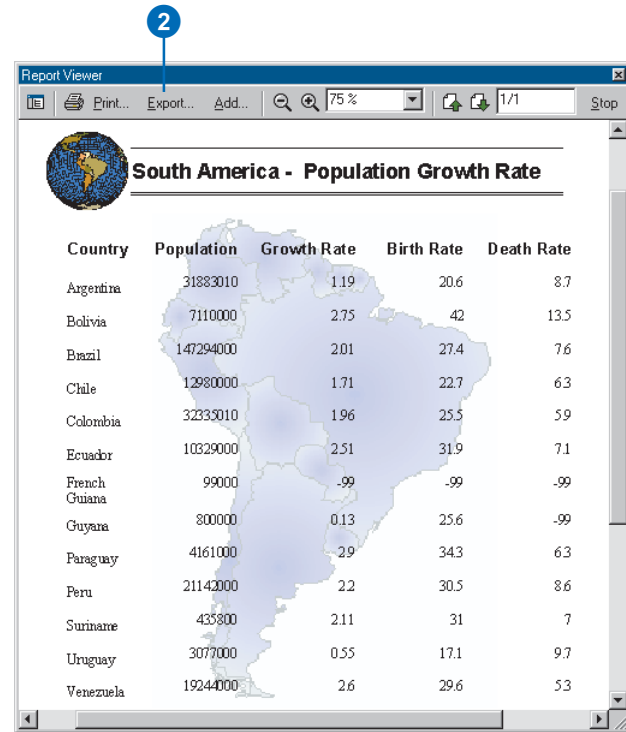 2
Report Viewer
Print... Export... Add... 75 % 1/1 Stop
South America - Population Growth Rate
Country Population Growth Rate Birth Rate Death Rate
Argentina 31883010 1.19 20.6 8.7
Bolivia 7110000 2.75 42 13.5
Brazil 147294000 2.01 27.4 7.6
Chile 12980000 1.71 22.7 6.3
Colombia 32335010 1.96 25.5 5.9
Ecuador 10329000 2.51 31.9 7.1
French 99000 -99 -99 -99
Guiana
Guyana 800000 0.13 25.6 -99
Paraguay 4161000 2.9 34.3 6.3
Peru 21142000 2.2 30.5 8.6
Suriname 435800 2.11 31 7
Uruguay 3077000 0.55 17.1 9.7
Venezuela 19244000 2.6 29.6 5.3